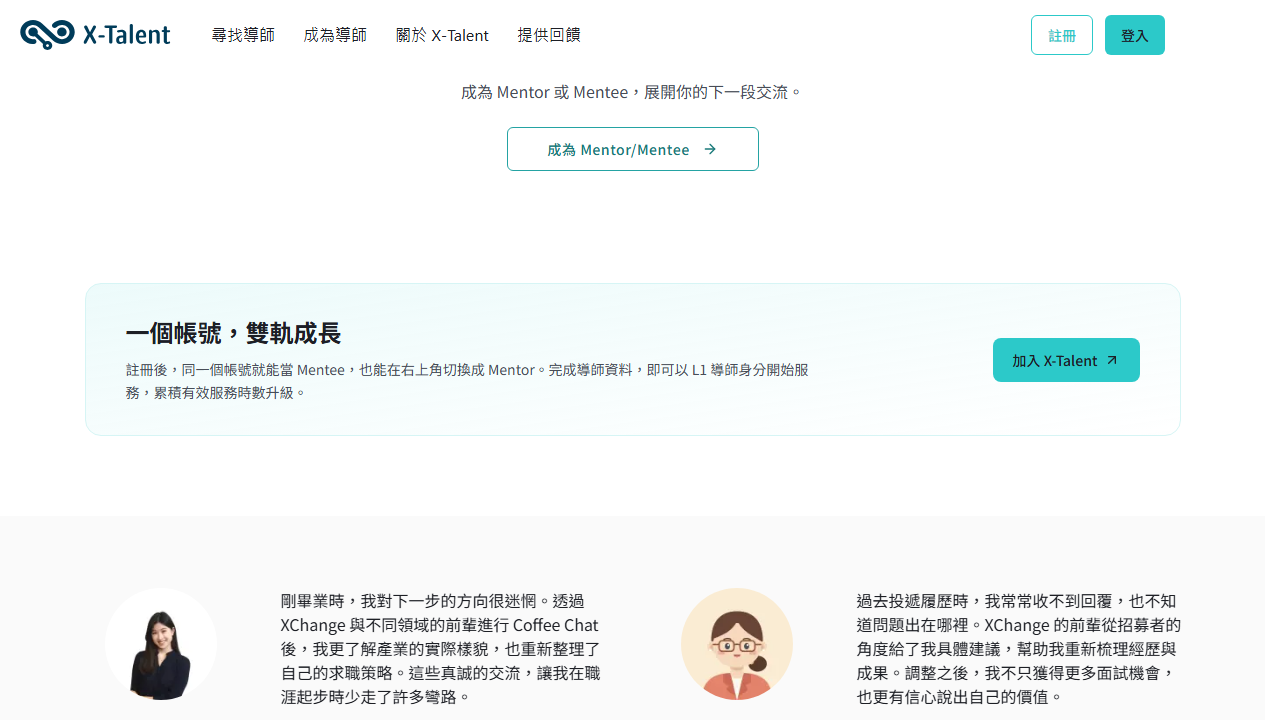 X-Talent
尋找導師
成為導師
關於 X-Talent
提供回饋
註冊
登入
成為 Mentor 或 Mentee，展開你的下一段交流。
成為 Mentor/Mentee →
一個帳號，雙軌成長
註冊後，同一個帳號就能當 Mentee，也能在右上角切換成 Mentor。完成導師資料，即可以 L1 導師身分開始服
務，累積有效服務時數升級。
加入 X-Talent ↗
剛畢業時，我對下一步的方向很迷惘。透過
XChange 與不同領域的前輩進行 Coffee Chat
後，我更了解產業的實際樣貌，也重新整理了
自己的求職策略。這些真誠的交流，讓我在職
涯起步時少走了許多彎路。
過去投遞履歷時，我常常收不到回覆，也不知
道問題出在哪裡。XChange 的前輩從招募者的
角度給了我具體建議，幫助我重新梳理經歷與
成果。調整之後，我不只獲得更多面試機會，
也更有信心說出自己的價值。